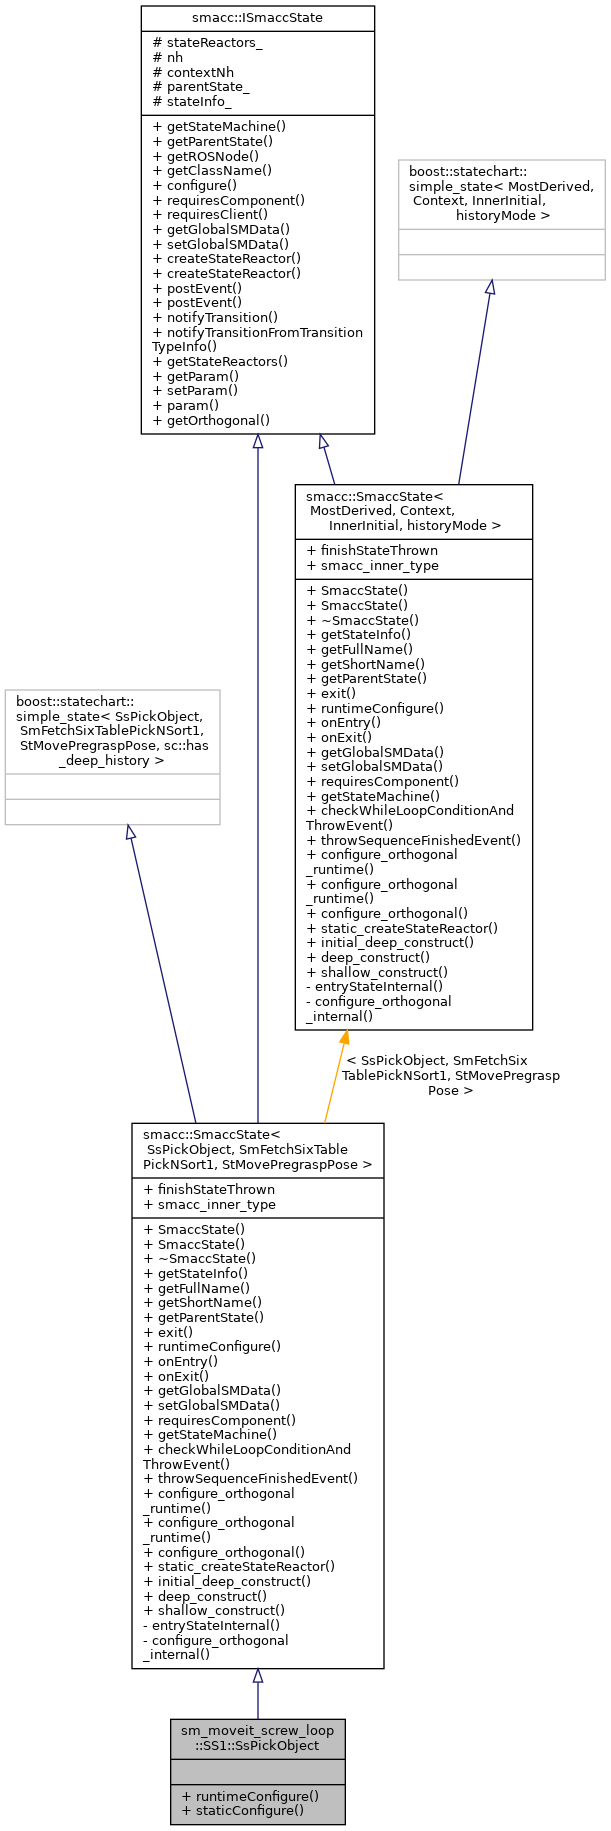 smacc::ISmaccState
# stateReactors_
# nh
# contextNh
# parentState_
# stateInfo_
+ getStateMachine()
+ getParentState()
+ getROSNode()
+ getClassName()
+ configure()
+ requiresComponent()
+ requiresClient()
+ getGlobalSMData()
+ setGlobalSMData()
+ createStateReactor()
+ createStateReactor()
+ postEvent()
+ postEvent()
+ notifyTransition()
+ notifyTransitionFromTransition
TypeInfo()
+ getStateReactors()
+ getParam()
+ setParam()
+ param()
+ getOrthogonal()
boost::statechart::
simple_state< MostDerived,
Context, InnerInitial,
historyMode >
smacc::SmaccState<
MostDerived, Context,
InnerInitial, historyMode >
+ finishStateThrown
+ smacc_inner_type
+ SmaccState()
+ SmaccState()
+ ~SmaccState()
+ getStateInfo()
+ getFullName()
+ getShortName()
+ getParentState()
+ exit()
+ runtimeConfigure()
+ onEntry()
+ onExit()
+ getGlobalSMData()
+ setGlobalSMData()
+ requiresComponent()
+ getStateMachine()
+ checkWhileLoopConditionAnd
ThrowEvent()
+ throwSequenceFinishedEvent()
+ configure_orthogonal
_runtime()
+ configure_orthogonal
_runtime()
+ configure_orthogonal()
+ static_createStateReactor()
+ initial_deep_construct()
+ deep_construct()
+ shallow_construct()
- entryStateInternal()
- configure_orthogonal
_internal()
boost::statechart::
simple_state< SsPickObject,
SmFetchSixTablePickNSort1,
StMovePregraspPose, sc::has
_deep_history >
< SsPickObject, SmFetchSix
TablePickNSort1, StMovePregrasp
Pose >
smacc::SmaccState<
SsPickObject, SmFetchSixTable
PickNSort1, StMovePregraspPose >
+ finishStateThrown
+ smacc_inner_type
+ SmaccState()
+ SmaccState()
+ ~SmaccState()
+ getStateInfo()
+ getFullName()
+ getShortName()
+ getParentState()
+ exit()
+ runtimeConfigure()
+ onEntry()
+ onExit()
+ getGlobalSMData()
+ setGlobalSMData()
+ requiresComponent()
+ getStateMachine()
+ checkWhileLoopConditionAnd
ThrowEvent()
+ throwSequenceFinishedEvent()
+ configure_orthogonal
_runtime()
+ configure_orthogonal
_runtime()
+ configure_orthogonal()
+ static_createStateReactor()
+ initial_deep_construct()
+ deep_construct()
+ shallow_construct()
- entryStateInternal()
- configure_orthogonal
_internal()
sm_moveit_screw_loop
::SS1::SsPickObject
+ runtimeConfigure()
+ staticConfigure()